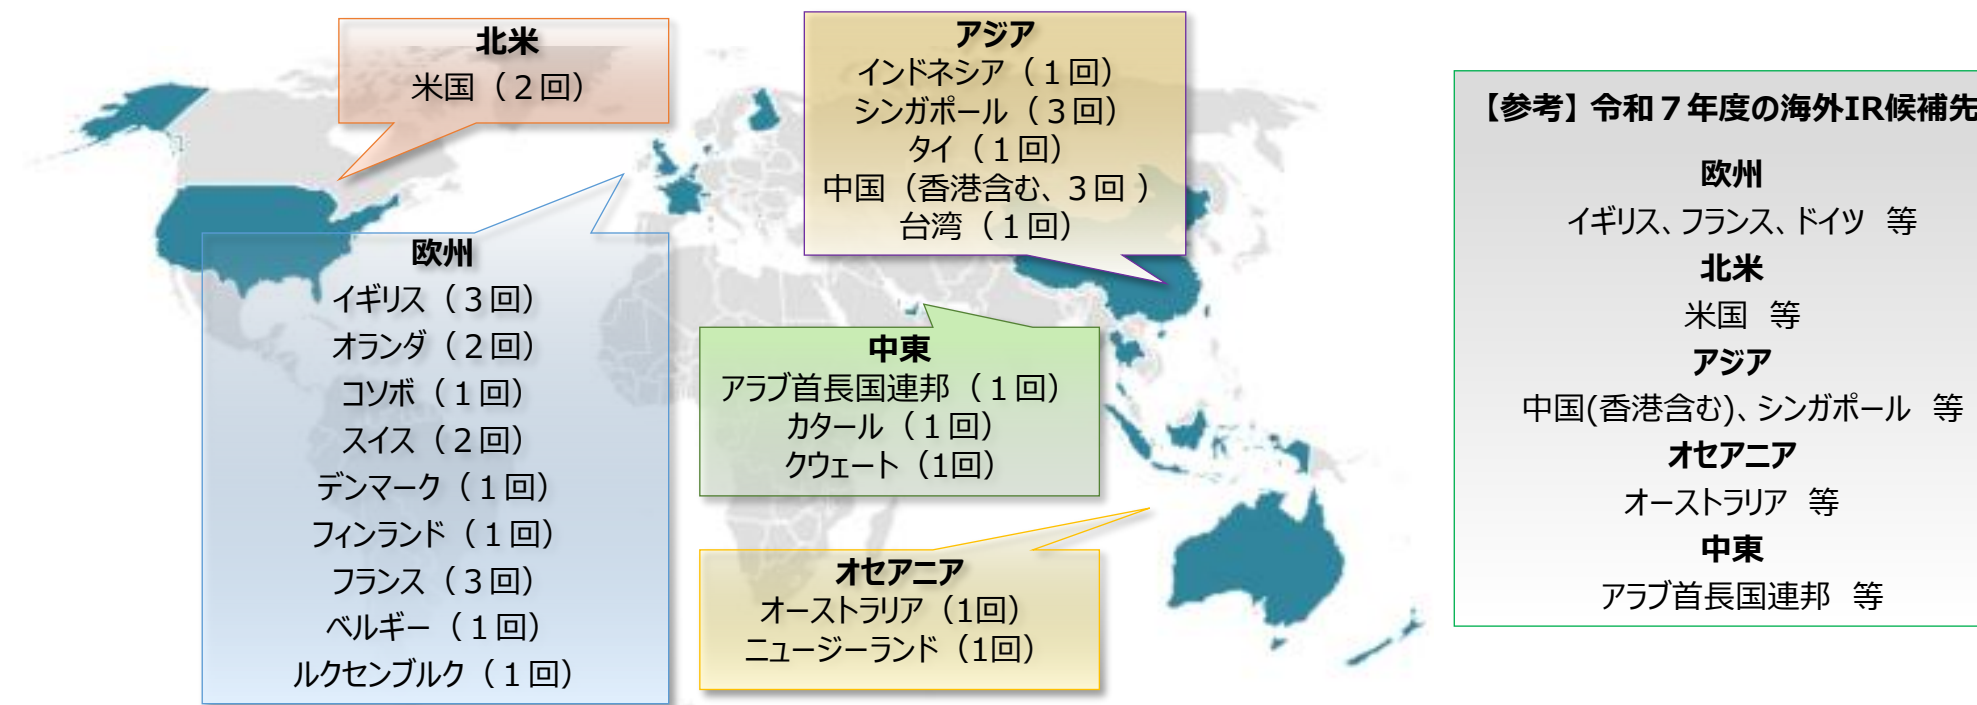 北米
米国（２回）
アジア
インドネシア（１回）
シンガポール（３回）
タイ（１回）
中国（香港含む、３回 ）
台湾（１回）
欧州
イギリス（３回）
オランダ（２回）
コソボ（１回）
スイス（２回）
デンマーク（１回）
フィンランド（１回）
フランス（３回）
ベルギー（１回）
ルクセンブルク（１回）
中東
アラブ首長国連邦（１回）
カタール（１回）
クウェート（1回）
オセアニア
オーストラリア（1回）
ニュージーランド（1回）
【参考】令和７年度の海外IR候補先
欧州
イギリス、フランス、ドイツ　等
北米
米国　等
アジア
中国(香港含む)、シンガポール　等
オセアニア
オーストラリア　等
中東
アラブ首長国連邦　等